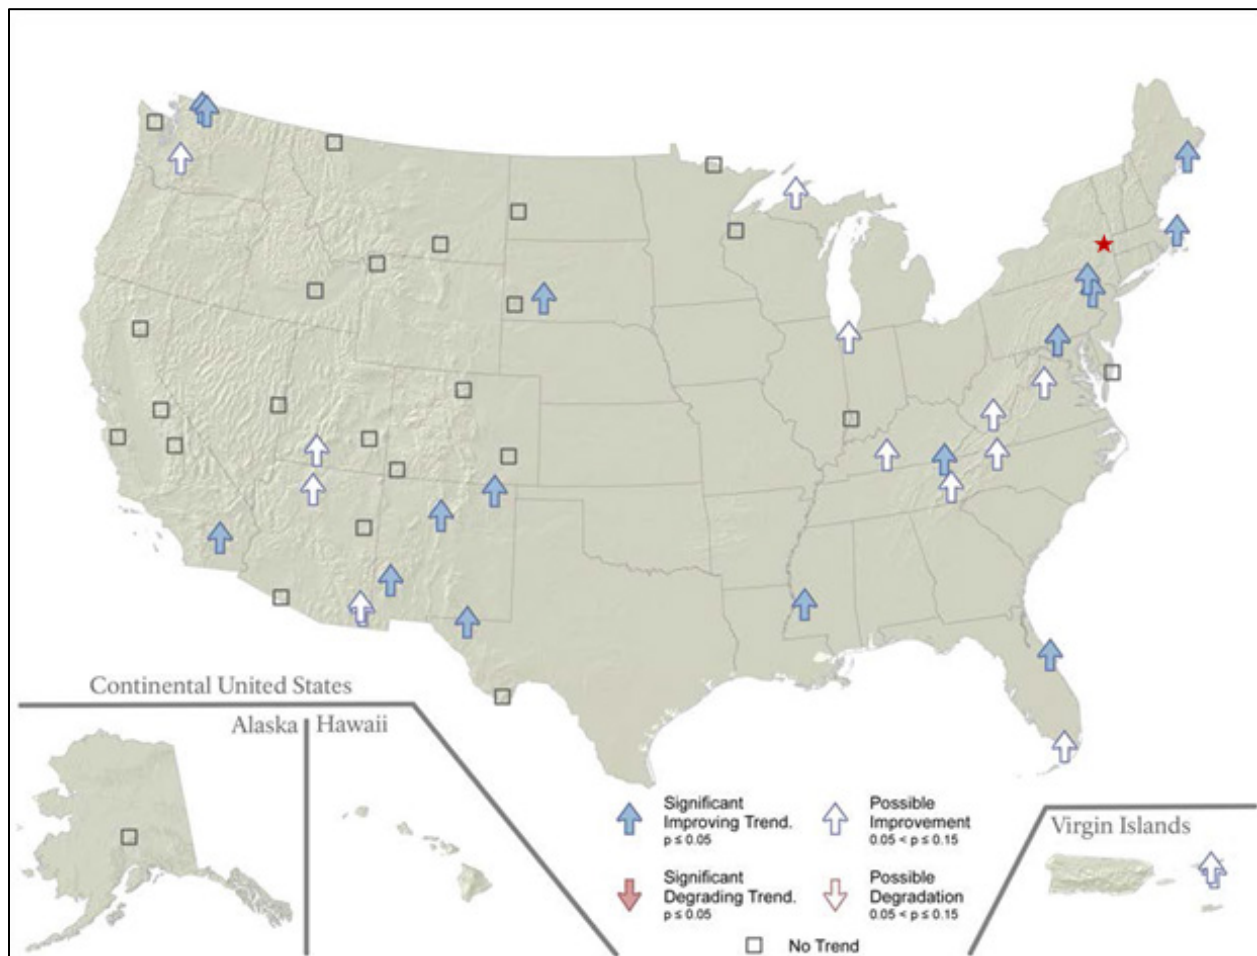 Continental United States
Alaska
Hawaii
Virgin Islands
Significant
Improving Trend.
p ≤ 0.05
Possible
Improvement
0.05 < p ≤ 0.15
Significant
Degrading Trend.
p ≤ 0.05
Possible
Degradation
0.05 < p ≤ 0.15
No Trend